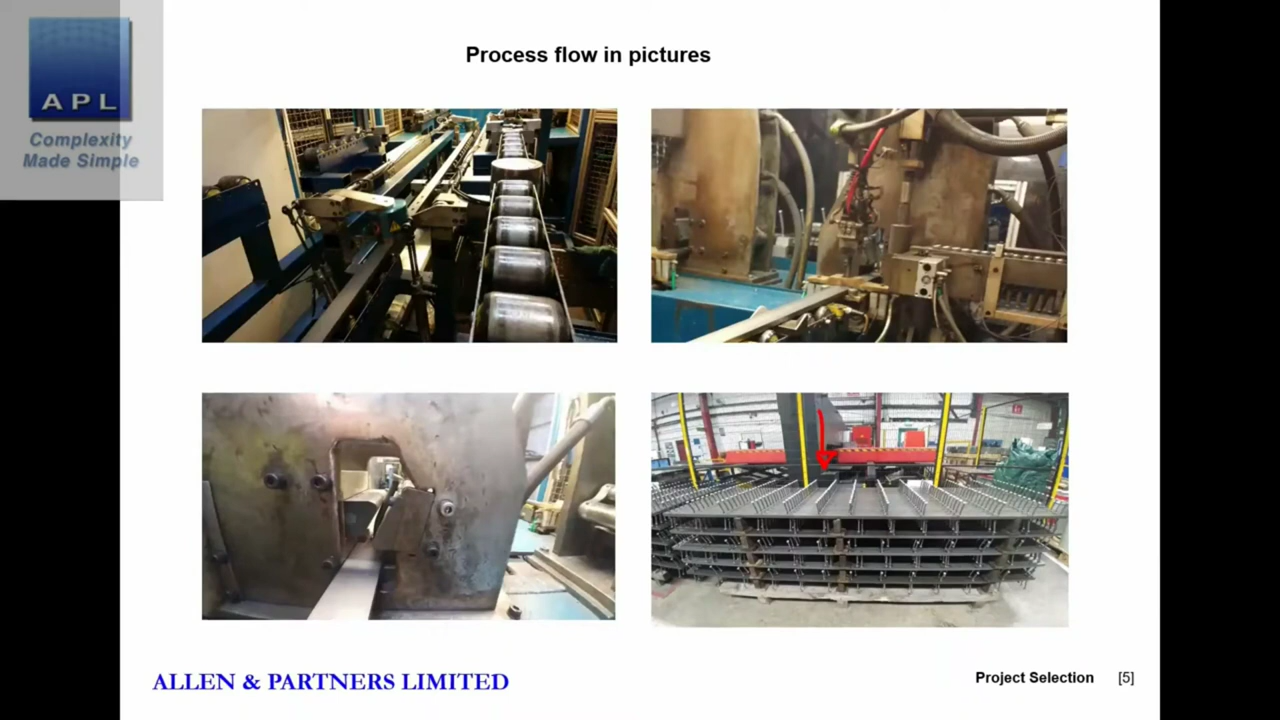 APL
Complexity
Made Simple
Process flow in pictures
ALLEN & PARTNERS LIMITED
Project Selection [5]